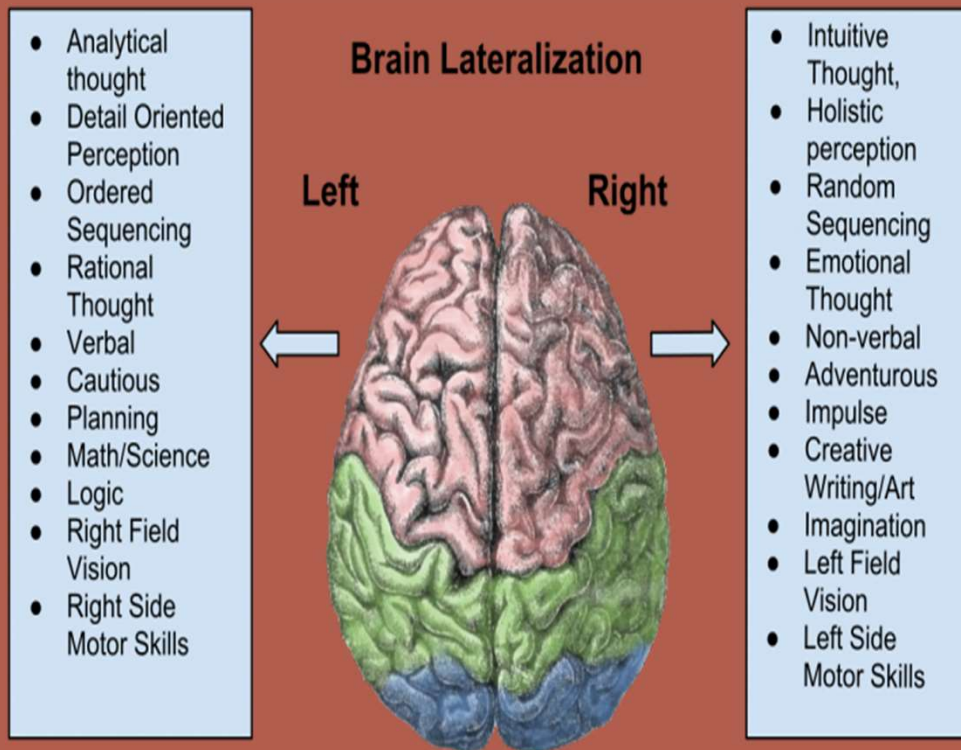 Brain Lateralization
Left
Right
• Analytical
thought
• Detail Oriented
Perception
• Ordered
Sequencing
• Rational
Thought
• Verbal
• Cautious
• Planning
• Math/Science
• Logic
• Right Field
Vision
• Right Side
Motor Skills
• Intuitive
Thought,
• Holistic
perception
• Random
Sequencing
• Emotional
Thought
• Non-verbal
• Adventurous
• Impulse
• Creative
Writing/Art
• Imagination
• Left Field
Vision
• Left Side
Motor Skills